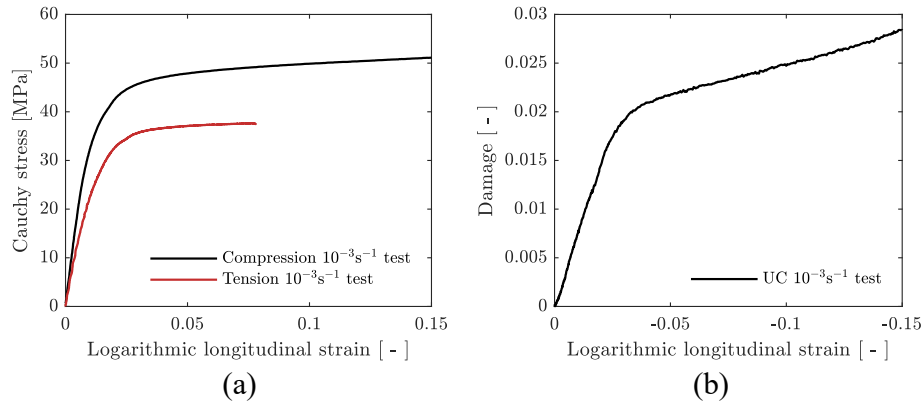 60
50
40
30
20
10
0
Cauchy stress [MPa]
Compression 10⁻³s⁻¹ test
Tension 10⁻³s⁻¹ test
0 0.05 0.1 0.15
Logarithmic longitudinal strain [ - ]
(a)
0.03
0.025
0.02
0.015
0.01
0.005
0
Damage [ - ]
UC 10⁻³s⁻¹ test
0 -0.05 -0.1 -0.15
Logarithmic longitudinal strain [ - ]
(b)